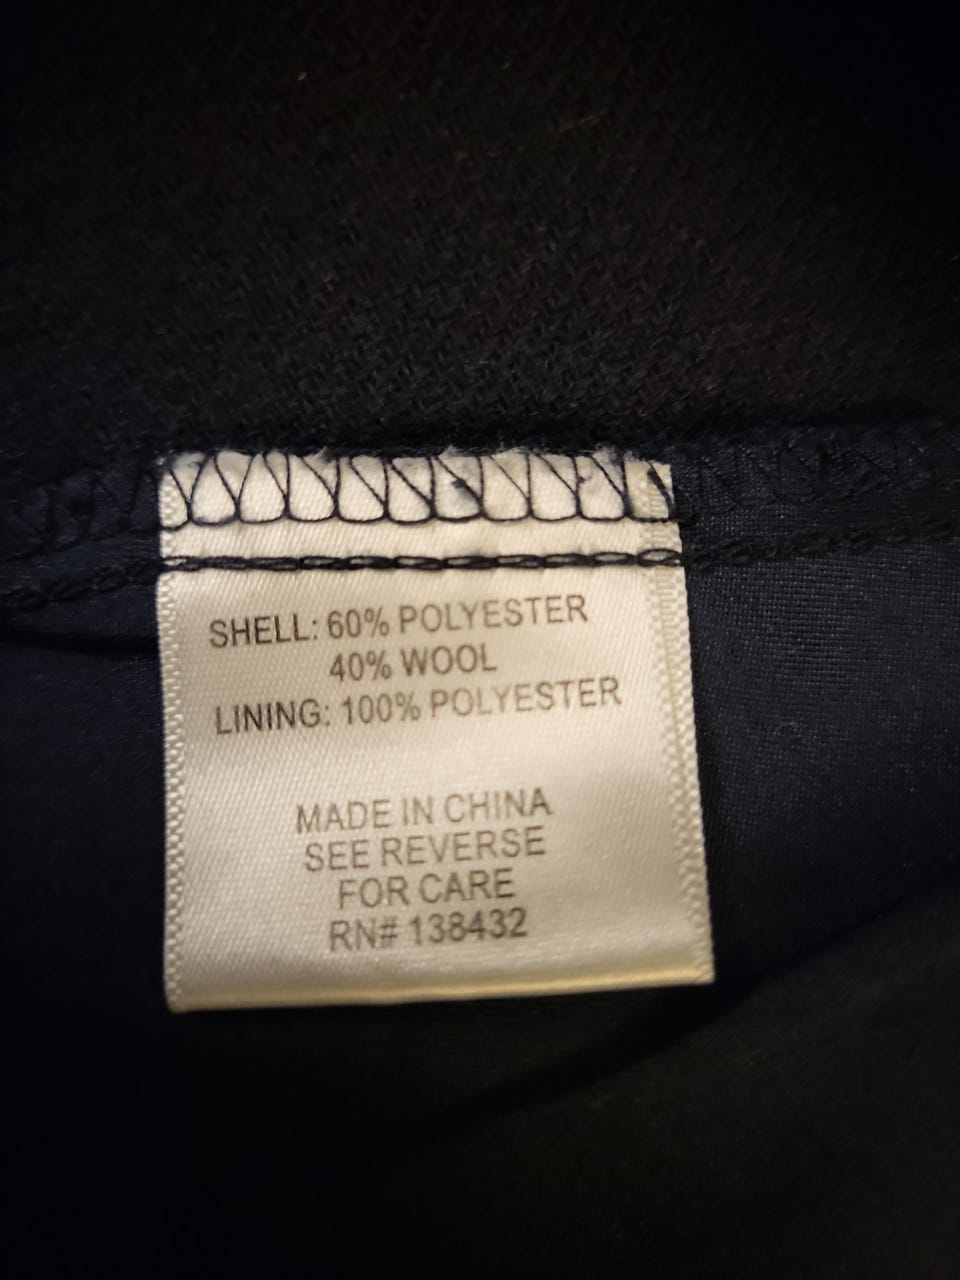 SHELL: 60% POLYESTER
40% WOOL
LINING: 100% POLYESTER
MADE IN CHINA
SEE REVERSE
FOR CARE
RN# 138432